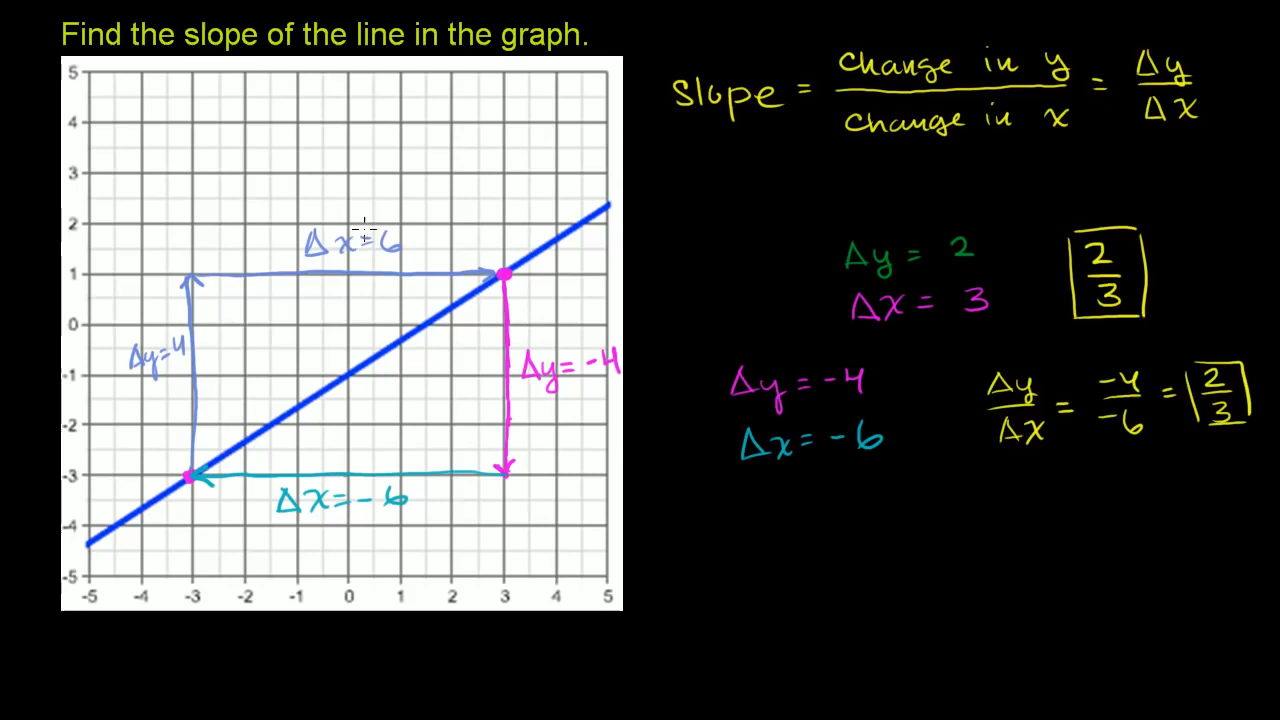 Find the slope of the line in the graph.
5
4
3
2
1
0
-1
-2
-3
-4
-5
-5 -4 -3 -2 -1 0 1 2 3 4 5
Δx=6
Δy=4
Δy=-4
Δx=-6
slope = change in y / change in x = Δy / Δx
Δy = 2
Δx = 3
2/3
Δy = -4
Δx = -6
Δy / Δx = -4 / -6 = 2/3